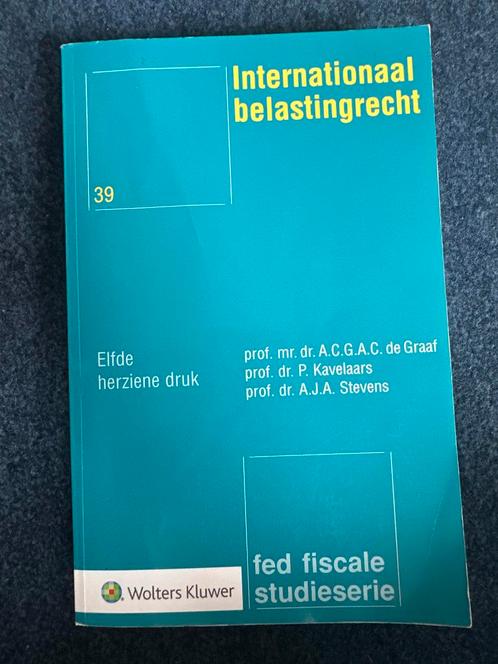 Internationaal
belastingrecht
39
Elfde
herziene druk
prof. mr. dr. A.C.G.A.C. de Graaf
prof. dr. P. Kavelaars
prof. dr. A.J.A. Stevens
fed fiscale
studieserie
Wolters Kluwer